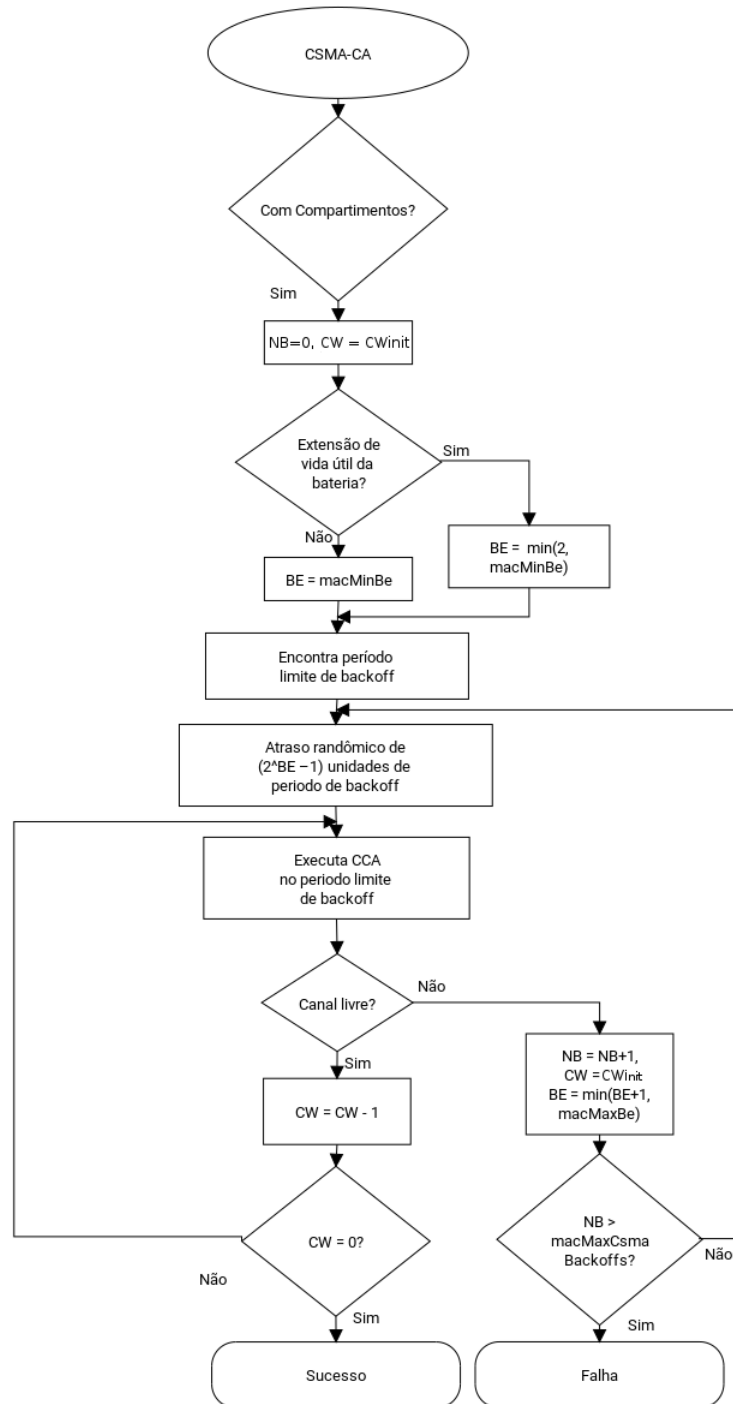 CSMA-CA
Com Compartimentos?
Sim
NB=0, CW = CWinit
Extensão de
vida útil da
bateria?
Sim
Não
BE = min(2,
macMinBe)
BE = macMinBe
Encontra período
limite de backoff
Atraso randômico de
(2^BE –1) unidades de
periodo de backoff
Executa CCA
no periodo limite
de backoff
Canal livre?
Não
Sim
NB = NB+1,
CW =CWinit
BE = min(BE+1,
macMaxBe)
CW = CW - 1
CW = 0?
Não
Sim
NB >
macMaxCsma
Backoffs?
Não
Sim
Sucesso
Falha